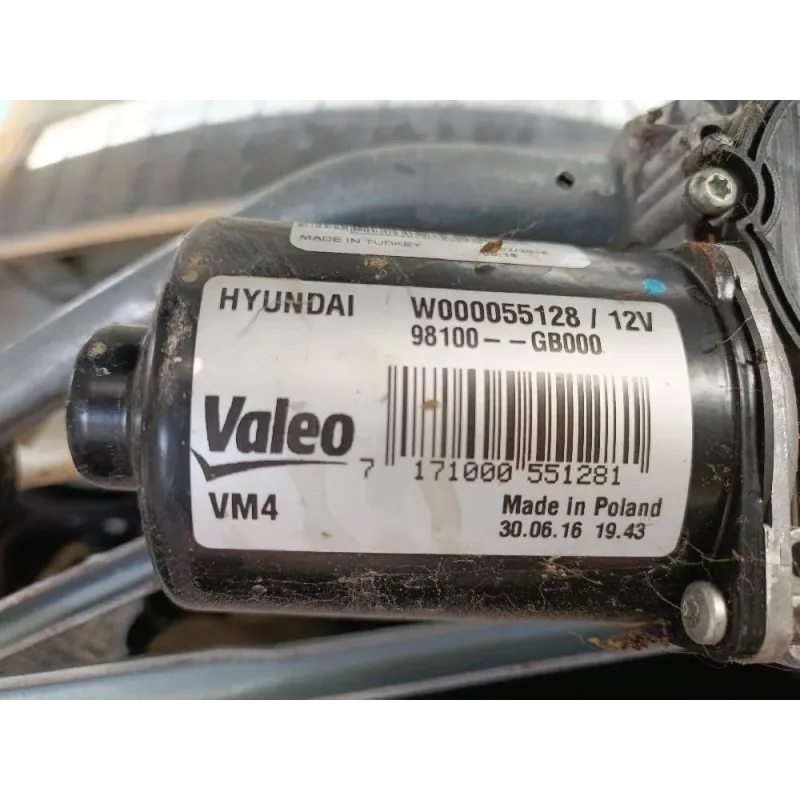 MADE IN TURKEY
HYUNDAI W000055128 / 12V
98100--GB000
Valeo
7 171000 551281
VM4 Made in Poland
30.06.16 19.43